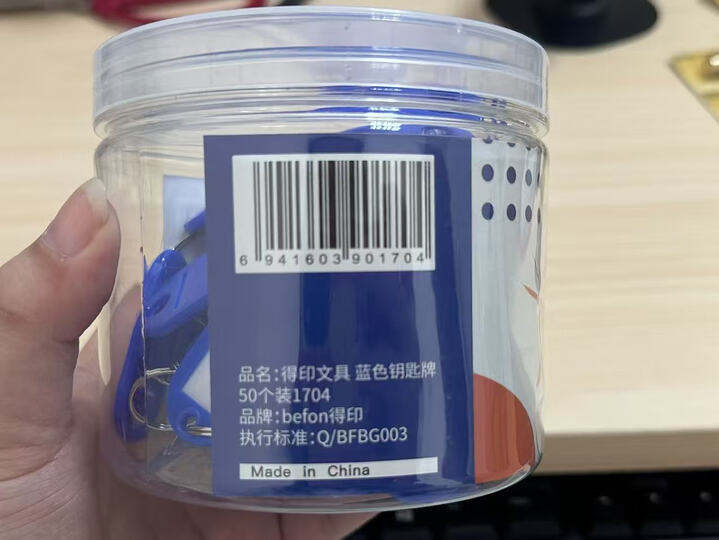 6 941603 901704
品名:得印文具 蓝色钥匙牌
50个装1704
品牌:befon得印
执行标准:Q/BFBG003
Made in China